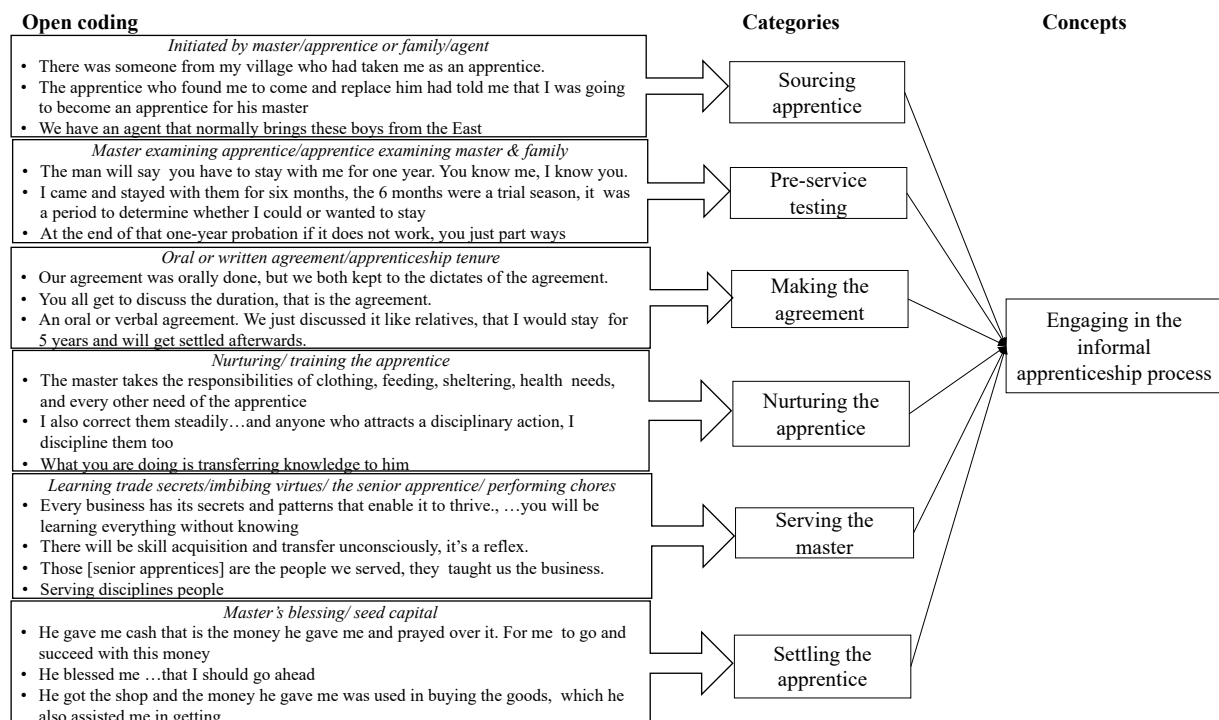 Open coding
Categories
Concepts
Initiated by master/apprentice or family/agent
• There was someone from my village who had taken me as an apprentice.
• The apprentice who found me to come and replace him had told me that I was going
to become an apprentice for his master
• We have an agent that normally brings these boys from the East
Sourcing
apprentice
Master examining apprentice/apprentice examining master & family
• The man will say you have to stay with me for one year. You know me, I know you.
• I came and stayed with them for six months, the 6 months were a trial season, it was
a period to determine whether I could or wanted to stay
• At the end of that one-year probation if it does not work, you just part ways
Pre-service
testing
Oral or written agreement/apprenticeship tenure
• Our agreement was orally done, but we both kept to the dictates of the agreement.
• You all get to discuss the duration, that is the agreement.
• An oral or verbal agreement. We just discussed it like relatives, that I would stay for
5 years and will get settled afterwards.
Making the
agreement
Nurturing/ training the apprentice
• The master takes the responsibilities of clothing, feeding, sheltering, health needs,
and every other need of the apprentice
• I also correct them steadily…and anyone who attracts a disciplinary action, I
discipline them too
• What you are doing is transferring knowledge to him
Nurturing the
apprentice
Learning trade secrets/imbibing virtues/ the senior apprentice/ performing chores
• Every business has its secrets and patterns that enable it to thrive., …you will be
learning everything without knowing
• There will be skill acquisition and transfer unconsciously, it's a reflex.
• Those [senior apprentices] are the people we served, they taught us the business.
• Serving disciplines people
Serving the
master
Master's blessing/ seed capital
• He gave me cash that is the money he gave me and prayed over it. For me to go and
succeed with this money
• He blessed me …that I should go ahead
• He got the shop and the money he gave me was used in buying the goods, which he
also assisted me in getting
Settling the
apprentice
Engaging in the
informal
apprenticeship process